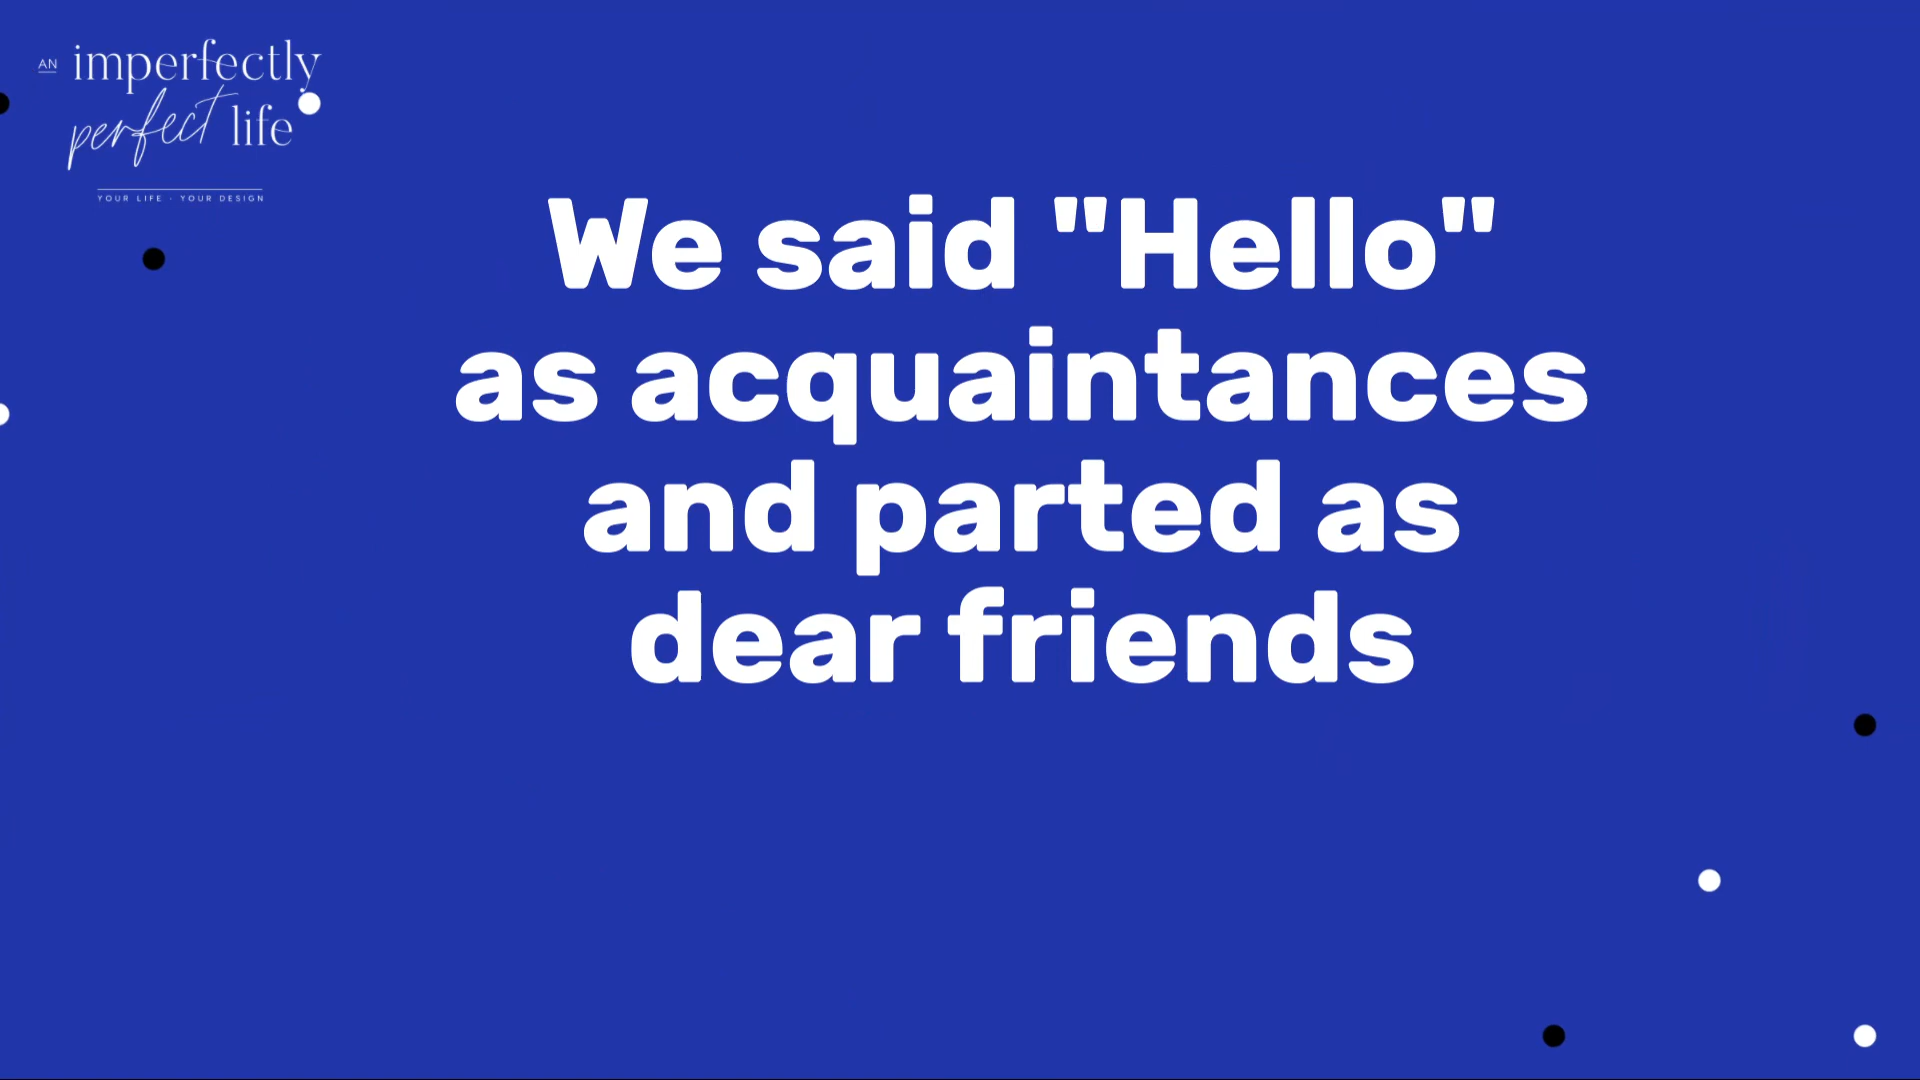 AN imperfectly
perfect life
YOUR LIFE · YOUR DESIGN
We said "Hello"
as acquaintances
and parted as
dear friends